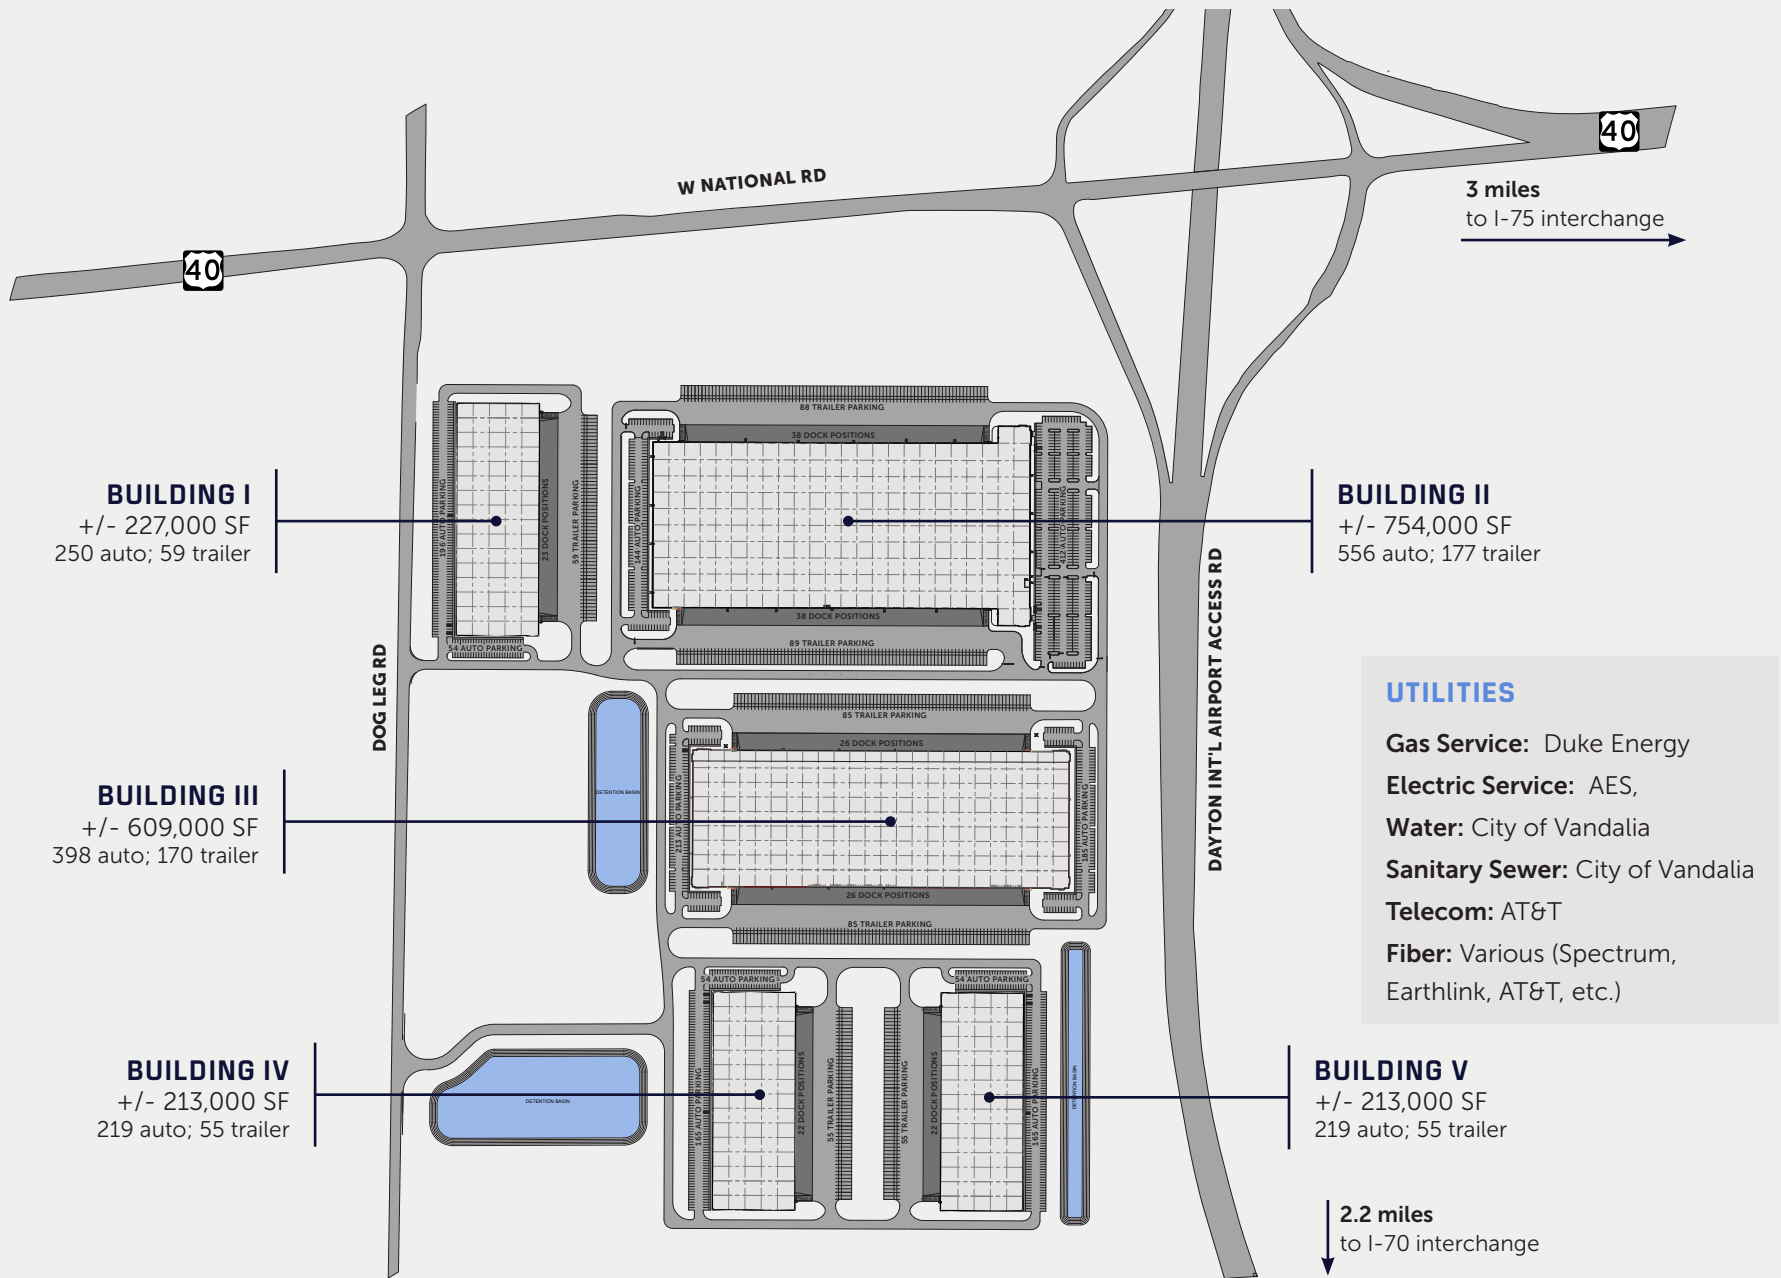 40
W NATIONAL RD
3 miles
to I-75 interchange
40
88 TRAILER PARKING
38 DOCK POSITIONS
196 AUTO PARKING
23 DOCK POSITIONS
59 TRAILER PARKING
144 AUTO PARKING
412 AUTO PARKING
BUILDING I
+/- 227,000 SF
250 auto; 59 trailer
BUILDING II
+/- 754,000 SF
556 auto; 177 trailer
38 DOCK POSITIONS
89 TRAILER PARKING
54 AUTO PARKING
DOG LEG RD
DAYTON INT'L AIRPORT ACCESS RD
85 TRAILER PARKING
26 DOCK POSITIONS
DETENTION BASIN
213 AUTO PARKING
185 AUTO PARKING
BUILDING III
+/- 609,000 SF
398 auto; 170 trailer
26 DOCK POSITIONS
85 TRAILER PARKING
UTILITIES
Gas Service: Duke Energy
Electric Service: AES,
Water: City of Vandalia
Sanitary Sewer: City of Vandalia
Telecom: AT&T
Fiber: Various (Spectrum,
Earthlink, AT&T, etc.)
54 AUTO PARKING
54 AUTO PARKING
BUILDING IV
+/- 213,000 SF
219 auto; 55 trailer
DETENTION BASIN
165 AUTO PARKING
22 DOCK POSITIONS
55 TRAILER PARKING
55 TRAILER PARKING
22 DOCK POSITIONS
165 AUTO PARKING
DETENTION BASIN
BUILDING V
+/- 213,000 SF
219 auto; 55 trailer
2.2 miles
to I-70 interchange